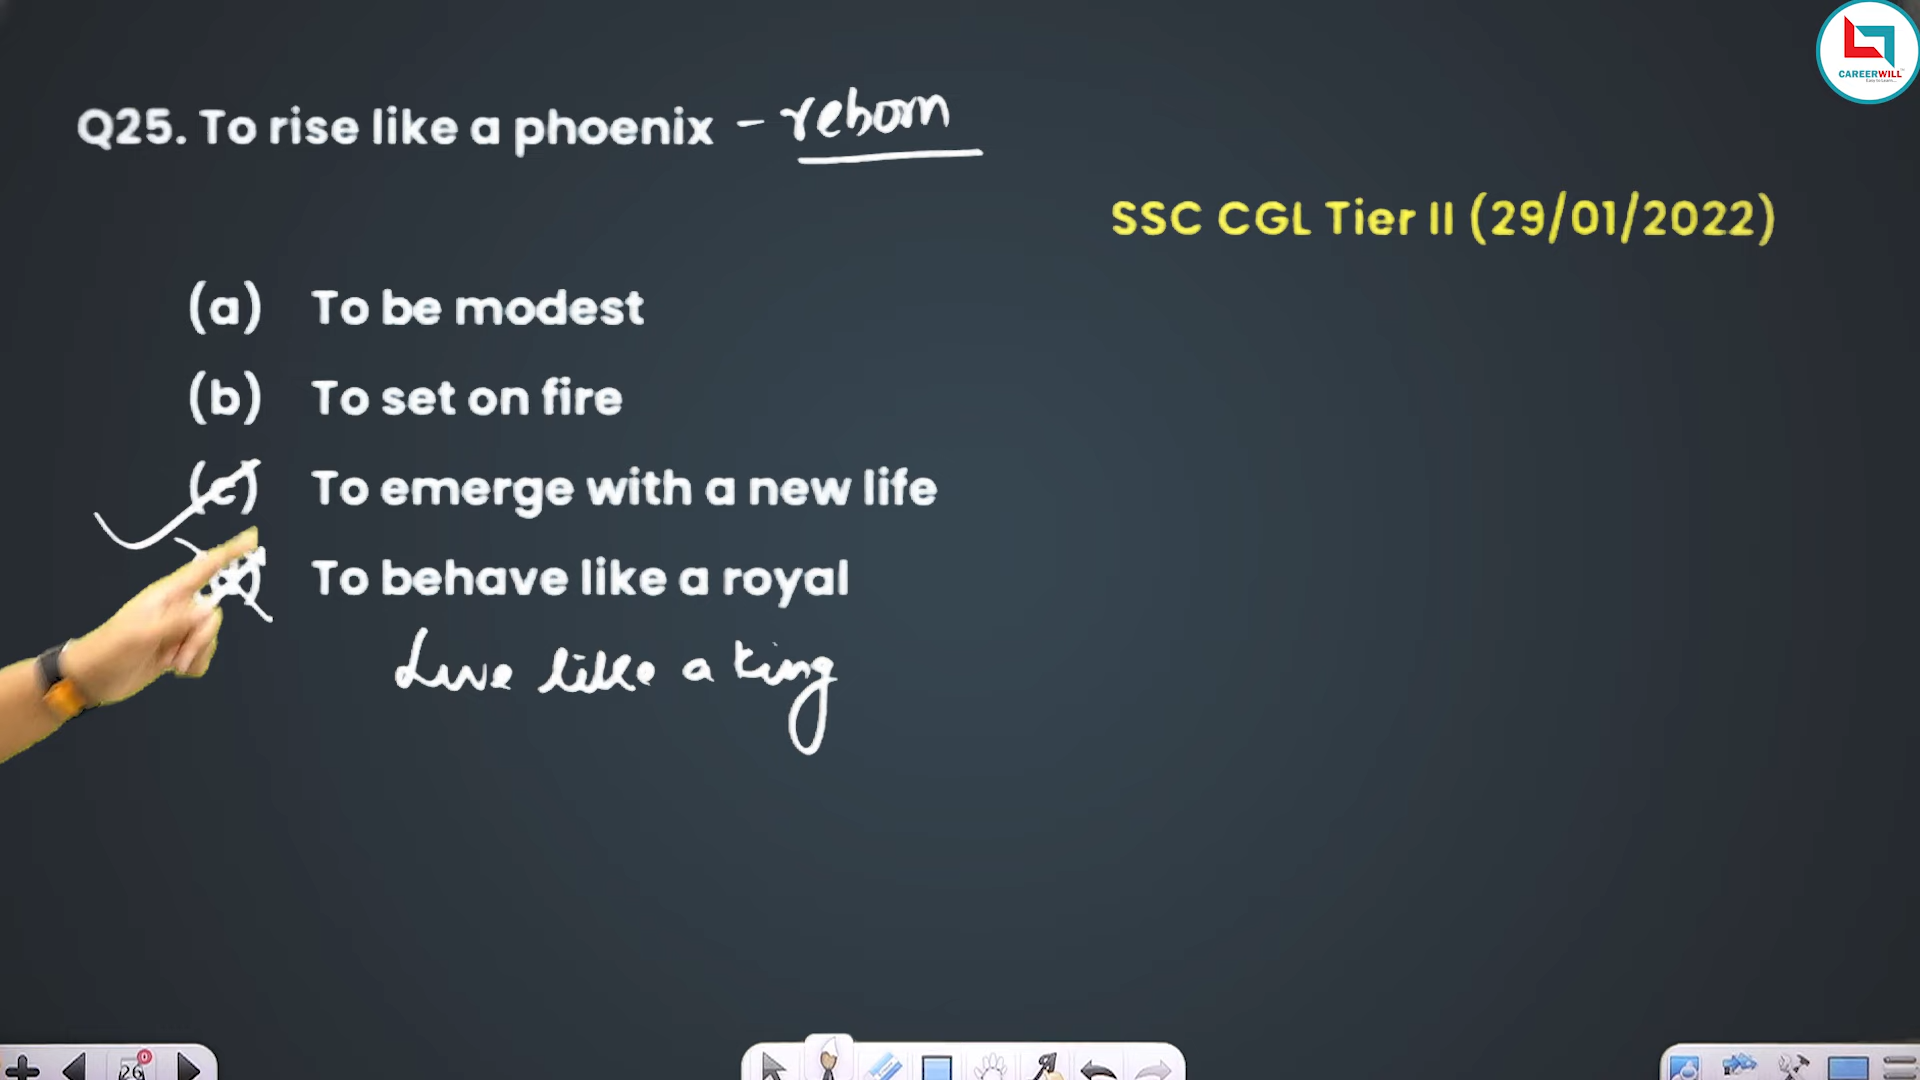 CAREERWILL
Q25. To rise like a phoenix - reborn
SSC CGL Tier II (29/01/2022)
(a) To be modest
(b) To set on fire
(c) To emerge with a new life
(d) To behave like a royal
Live like a king
26